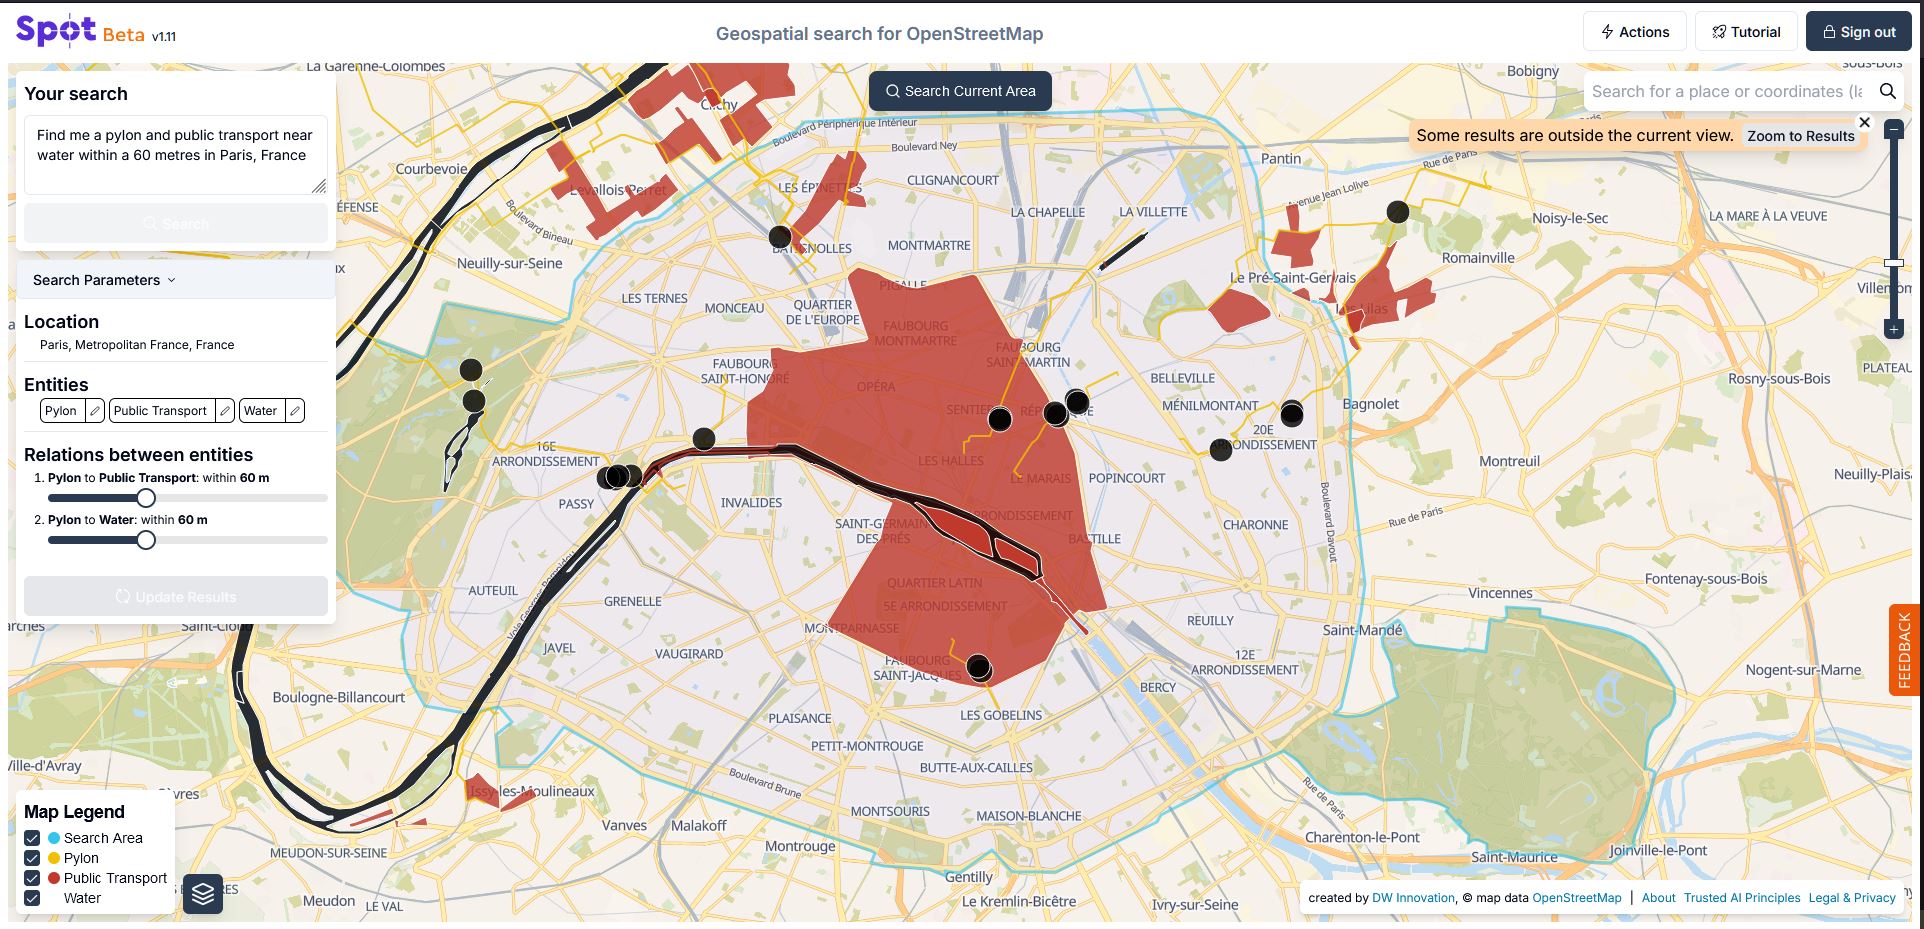 Spot Beta v1.11
Geospatial search for OpenStreetMap
Actions
Tutorial
Sign out
Your search
Find me a pylon and public transport near
water within a 60 metres in Paris, France
Search
Search Parameters
Location
Paris, Metropolitan France, France
Entities
Pylon
Public Transport
Water
Relations between entities
1. Pylon to Public Transport: within 60 m
2. Pylon to Water: within 60 m
Update Results
Search Current Area
Search for a place or coordinates (la
Some results are outside the current view. Zoom to Results
La Garenne-Colombes
Clichy
Bobigny
sous-Bois
Boulevard Périphérique Intérieur
Boulevard Ney
Pantin
Rue de Paris
Courbevoie
Levallois-Perret
LES ÉPINETTES
CLIGNANCOURT
Avenue Jean Lolive
ÉFENSE
LA CHAPELLE
LA VILLETTE
Noisy-le-Sec
LA MARE À LA VEUVE
Boulevard Bineau
BATIGNOLLES
MONTMARTRE
Romainville
Neuilly-sur-Seine
Le Pré-Saint-Gervais
PIGALLE
LES TERNES
MONCEAU
QUARTIER
DE L'EUROPE
Les Lilas
FAUBOURG
MONTMARTRE
FAUBOURG
SAINT-MARTIN
FAUBOURG
SAINT-HONORÉ
OPÉRA
BELLEVILLE
Rosny-sous-Bois
PLATEAU
SENTIER
MÉNILMONTANT
Bagnolet
20E
ARRONDISSEMENT
16E
ARRONDISSEMENT
LES HALLES
Montreuil
PASSY
INVALIDES
LE MARAIS
POPINCOURT
Neuilly-Plais
SAINT-GERMAIN
DES-PRÉS
ARRONDISSEMENT
CHARONNE
Boulevard Davout
Rue de Paris
BASTILLE
AUTEUIL
Voie Georges Pompidou
GRENELLE
QUARTIER LATIN
5E ARRONDISSEMENT
Fontenay-sous-Bois
Vincennes
Saint-Cloud
MONTPARNASSE
REUILLY
Saint-Mandé
JAVEL
VAUGIRARD
FAUBOURG
SAINT-JACQUES
12E
ARRONDISSEMENT
Nogent-sur-Marne
Boulogne-Billancourt
BERCY
PLAISANCE
LES GOBELINS
PETIT-MONTROUGE
Ville-d'Avray
BUTTE-AUX-CAILLES
Boulevard Brune
Issy-les-Moulineaux
Rue de Paris
MONTSOURIS
MAISON-BLANCHE
Vanves
Malakoff
Charenton-le-Pont
Montrouge
MEUDON-SUR-SEINE
Saint-Maurice
Joinville-le-Pont
Gentilly
Meudon
LE VAL
Le Kremlin-Bicêtre
Ivry-sur-Seine
Map Legend
Search Area
Pylon
Public Transport
Water
FEEDBACK
created by DW Innovation, © map data OpenStreetMap | About Trusted AI Principles Legal & Privacy